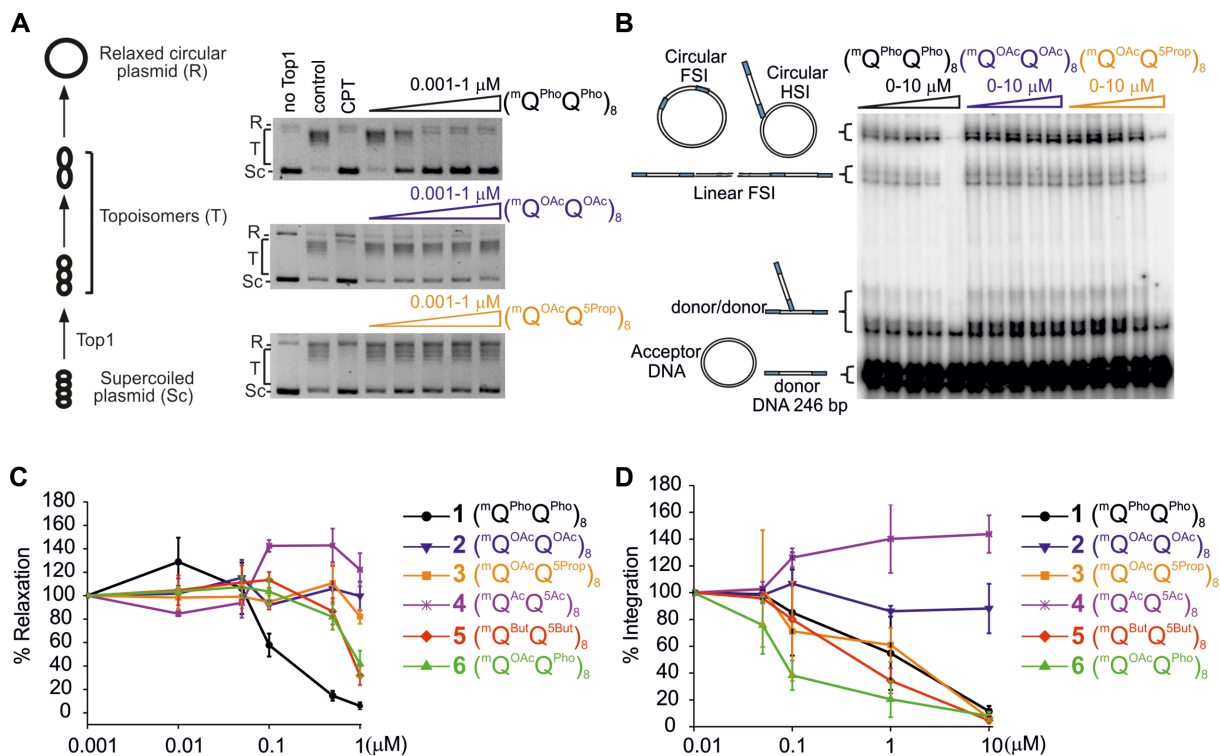 A
Relaxed circular
plasmid (R)
Topoisomers (T)
Top1
Supercoiled
plasmid (Sc)
no Top1
control
CPT
0.001-1 μM
(ᵐQᴾʰᵒQᴾʰᵒ)₈
R
T
Sc
0.001-1 μM
(ᵐQᴼᴬᶜQᴼᴬᶜ)₈
R
T
Sc
0.001-1 μM
(ᵐQᴼᴬᶜQ⁵ᴾʳᵒᵖ)₈
R
T
Sc
B
Circular
FSI
Circular
HSI
Linear FSI
donor/donor
Acceptor
DNA
donor
DNA 246 bp
(ᵐQᴾʰᵒQᴾʰᵒ)₈ (ᵐQᴼᴬᶜQᴼᴬᶜ)₈ (ᵐQᴼᴬᶜQ⁵ᴾʳᵒᵖ)₈
0-10 μM 0-10 μM 0-10 μM
C
% Relaxation
180
160
140
120
100
80
60
40
20
0
0.001 0.01 0.1 1 (μM)
1 (ᵐQᴾʰᵒQᴾʰᵒ)₈
2 (ᵐQᴼᴬᶜQᴼᴬᶜ)₈
3 (ᵐQᴼᴬᶜQ⁵ᴾʳᵒᵖ)₈
4 (ᵐQᴬᶜQ⁵ᴬᶜ)₈
5 (ᵐQᴮᵘᵗQ⁵ᴮᵘᵗ)₈
6 (ᵐQᴼᴬᶜQᴾʰᵒ)₈
D
% Integration
180
160
140
120
100
80
60
40
20
0
0.01 0.1 1 10 (μM)
1 (ᵐQᴾʰᵒQᴾʰᵒ)₈
2 (ᵐQᴼᴬᶜQᴼᴬᶜ)₈
3 (ᵐQᴼᴬᶜQ⁵ᴾʳᵒᵖ)₈
4 (ᵐQᴬᶜQ⁵ᴬᶜ)₈
5 (ᵐQᴮᵘᵗQ⁵ᴮᵘᵗ)₈
6 (ᵐQᴼᴬᶜQᴾʰᵒ)₈